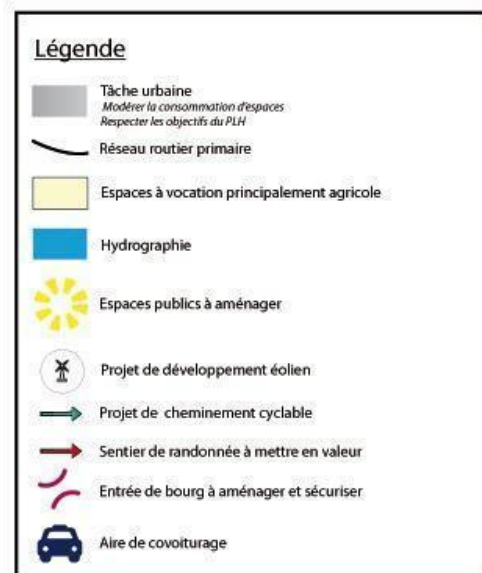 Légende
Tâche urbaine
Modérer la consommation d'espaces
Respecter les objectifs du PLH
Réseau routier primaire
Espaces à vocation principalement agricole
Hydrographie
Espaces publics à aménager
Projet de développement éolien
Projet de cheminement cyclable
Sentier de randonnée à mettre en valeur
Entrée de bourg à aménager et sécuriser
Aire de covoiturage